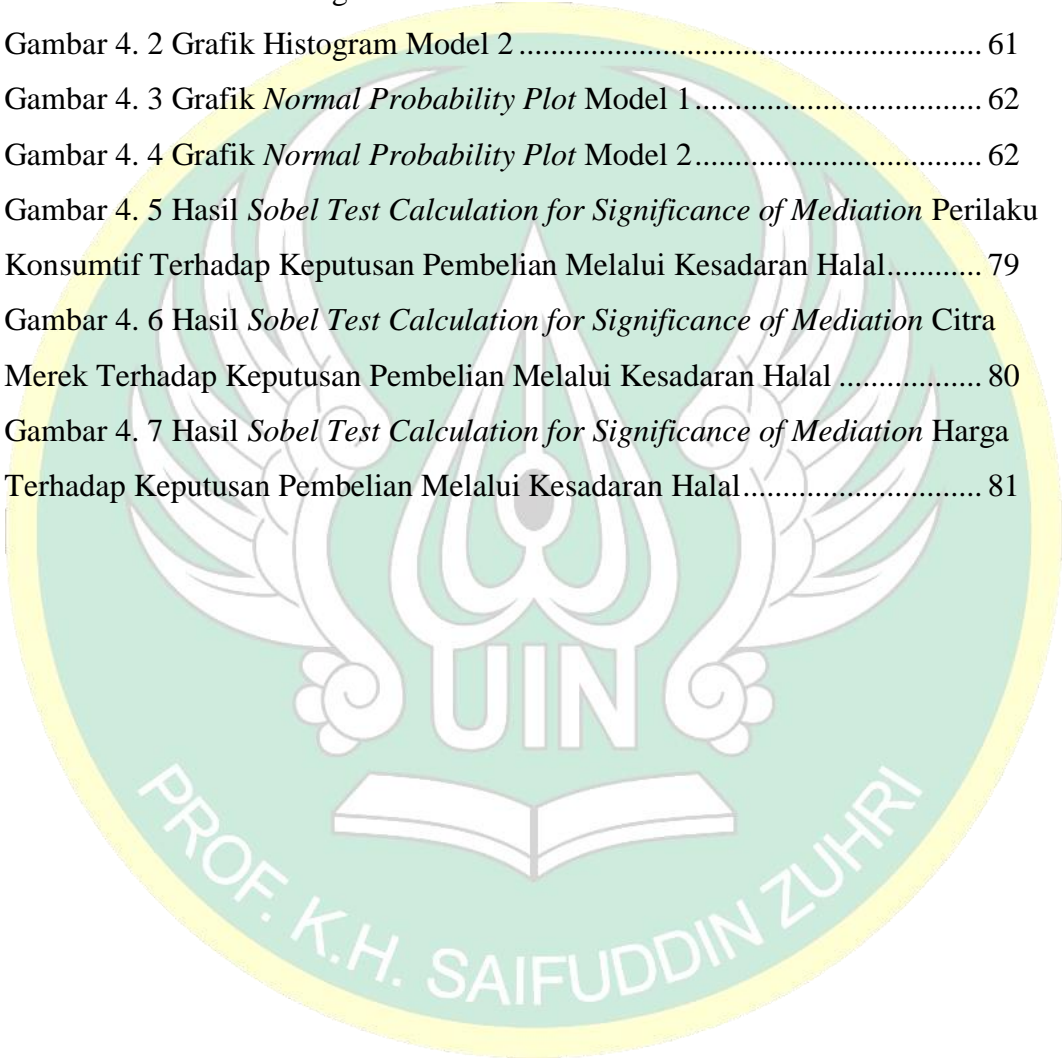 Gambar 4. 2 Grafik Histogram Model 2 ........................................................ 61
Gambar 4. 3 Grafik Normal Probability Plot Model 1 ................................... 62
Gambar 4. 4 Grafik Normal Probability Plot Model 2 ................................... 62
Gambar 4. 5 Hasil Sobel Test Calculation for Significance of Mediation Perilaku
Konsumtif Terhadap Keputusan Pembelian Melalui Kesadaran Halal ............ 79
Gambar 4. 6 Hasil Sobel Test Calculation for Significance of Mediation Citra
Merek Terhadap Keputusan Pembelian Melalui Kesadaran Halal ................. 80
Gambar 4. 7 Hasil Sobel Test Calculation for Significance of Mediation Harga
Terhadap Keputusan Pembelian Melalui Kesadaran Halal ............................. 81
UIN
PROF. K.H. SAIFUDDIN ZUHRI